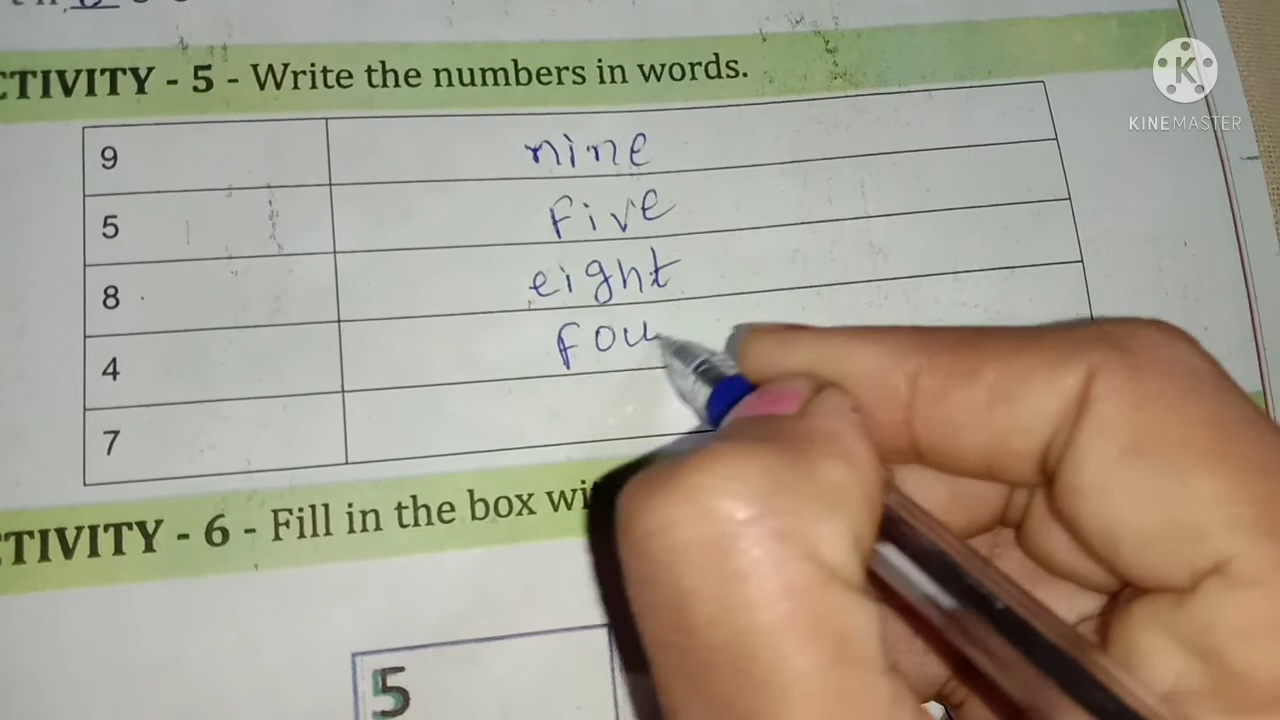 CTIVITY - 5 - Write the numbers in words.
K
KINEMASTER
9 nine
5 five
8 eight
4 fou
7
CTIVITY - 6 - Fill in the box wi
5